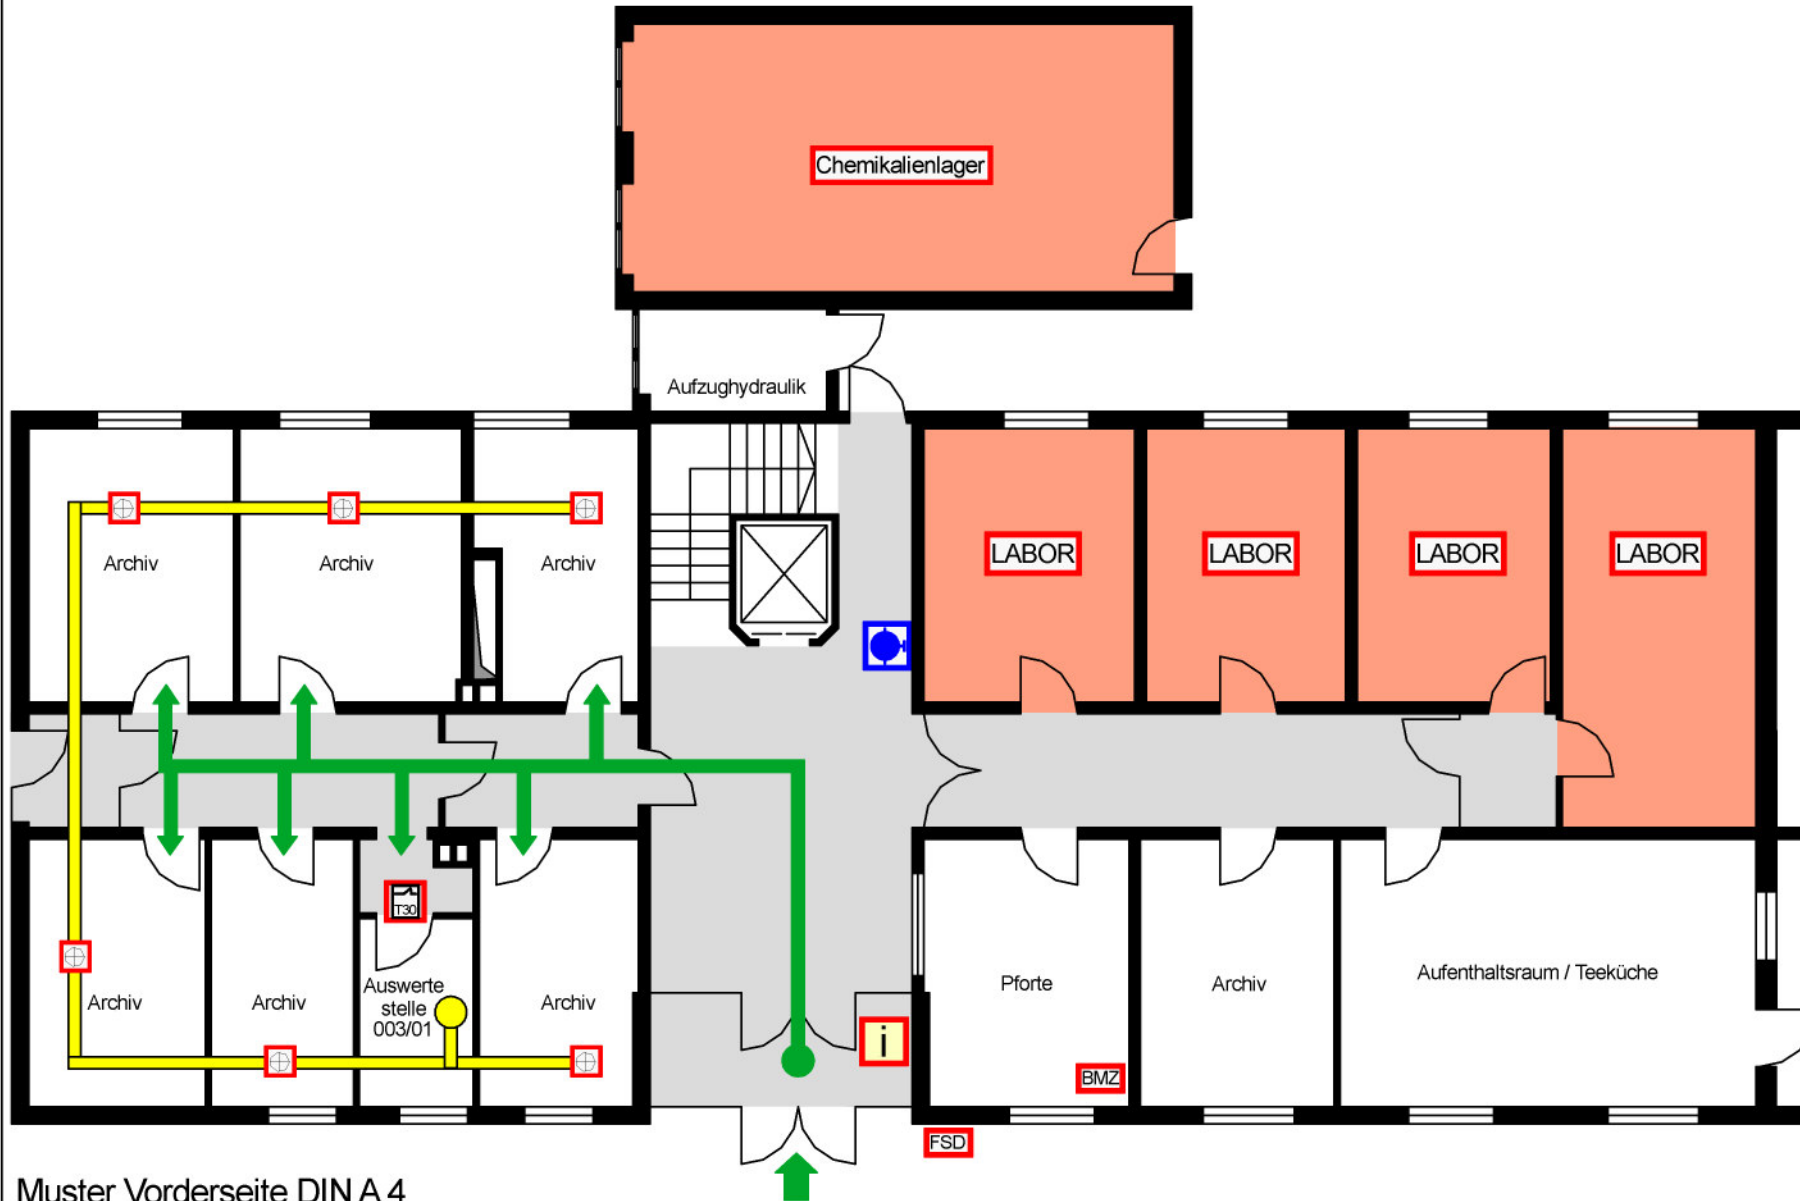 Chemikalienlager
Aufzughydraulik
LABOR
LABOR
LABOR
LABOR
Archiv
Archiv
Archiv
T30
Archiv
Archiv
Auswerte
stelle
003/01
Archiv
i
Pforte
Archiv
Aufenthaltsraum / Teeküche
BMZ
FSD
Muster Vorderseite DIN A 4